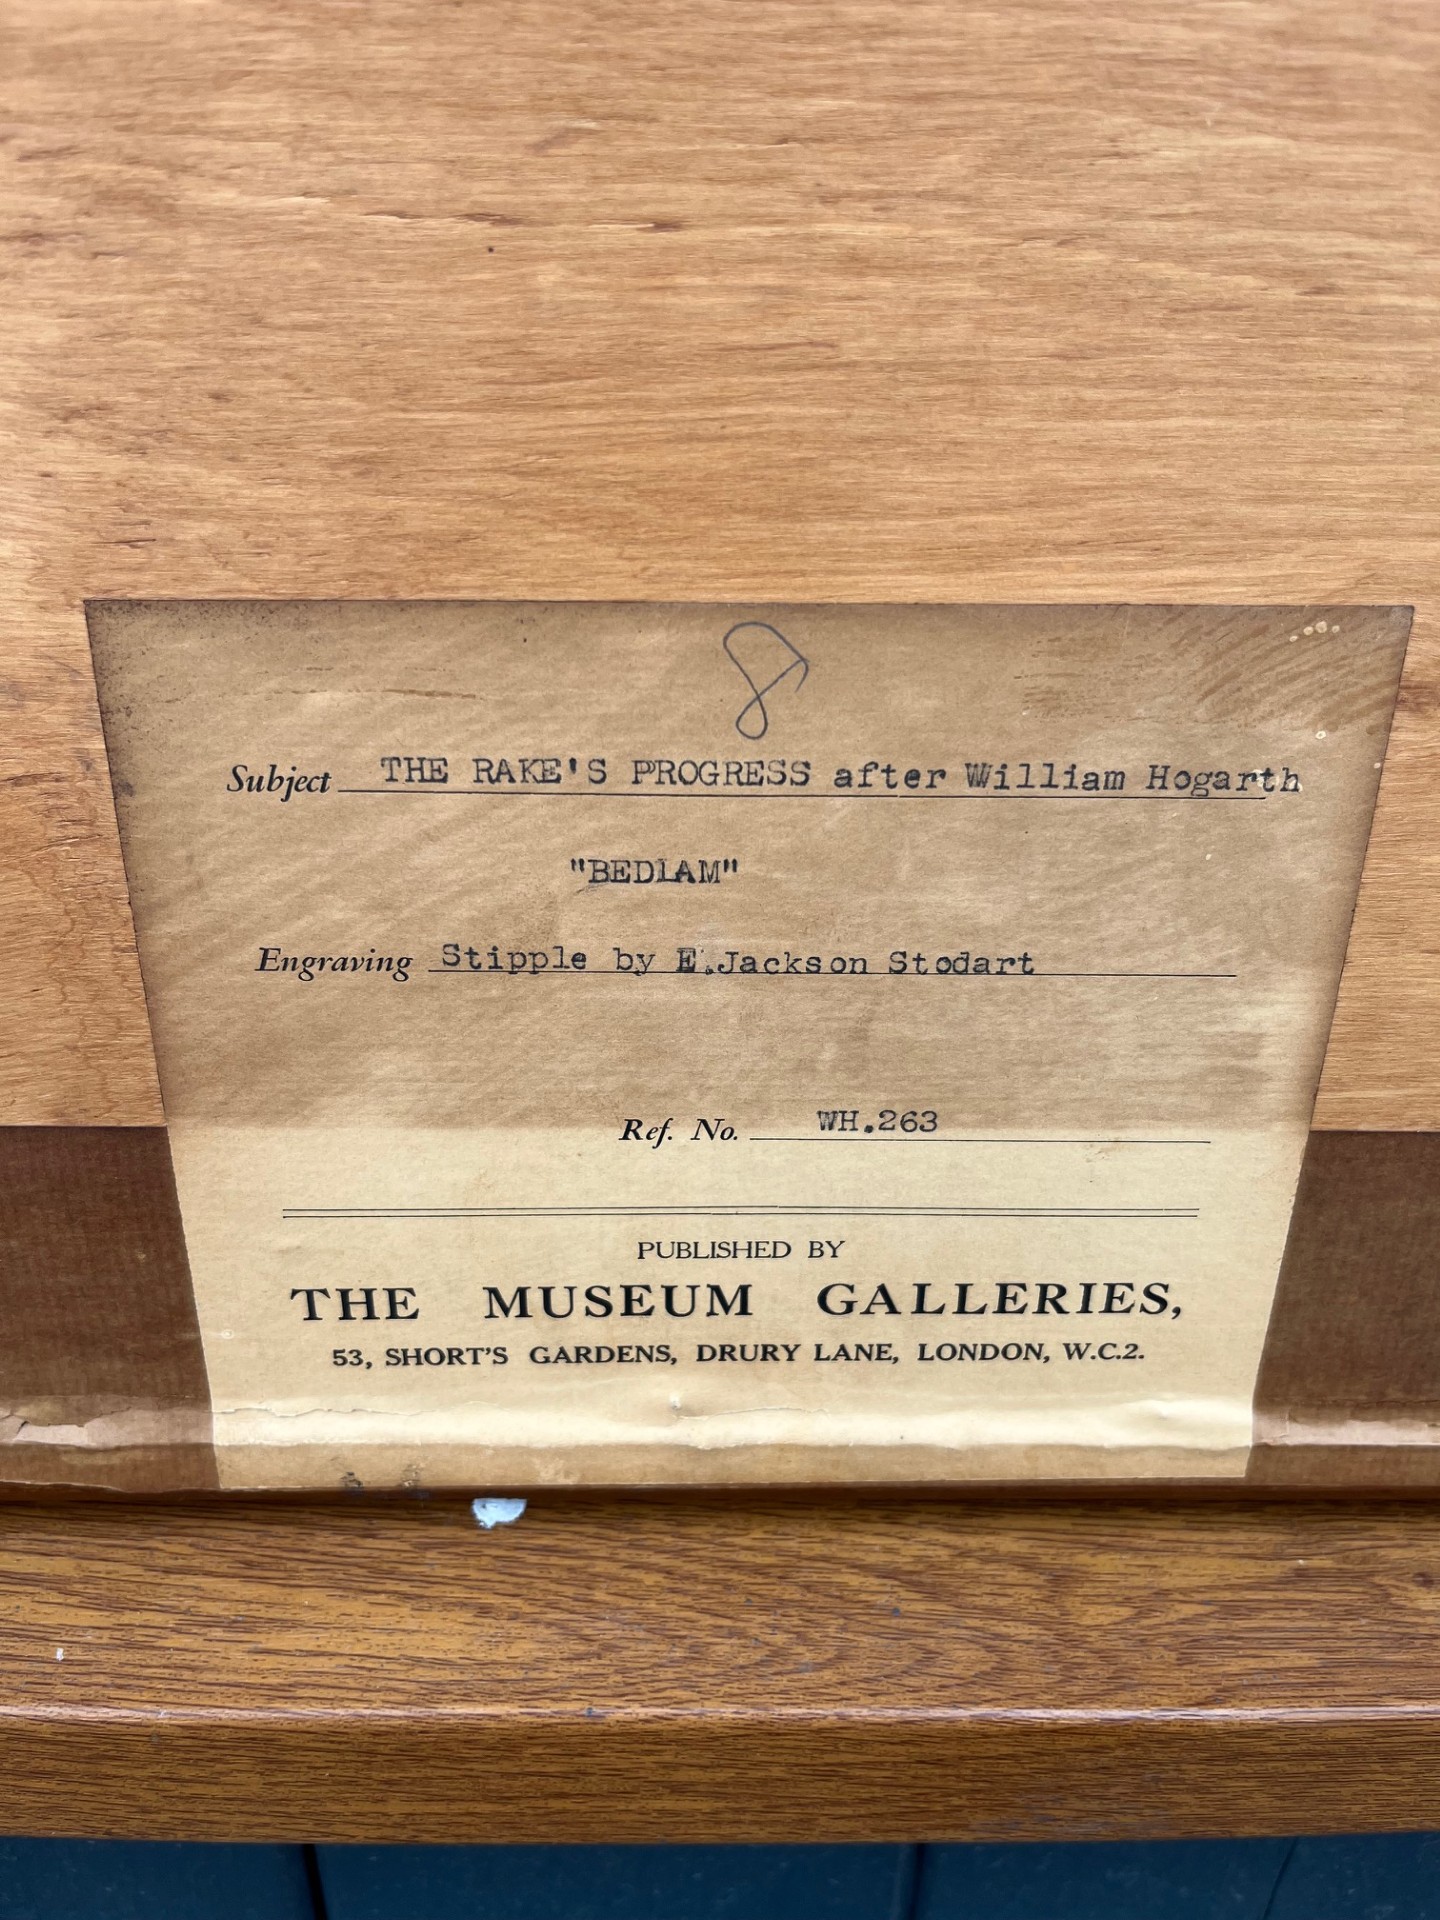 8
Subject THE RAKE'S PROGRESS after William Hogarth
"BEDLAM"
Engraving Stipple by E.Jackson Stodart
Ref. No. WH.263
PUBLISHED BY
THE MUSEUM GALLERIES,
53, SHORT'S GARDENS, DRURY LANE, LONDON, W.C.2.